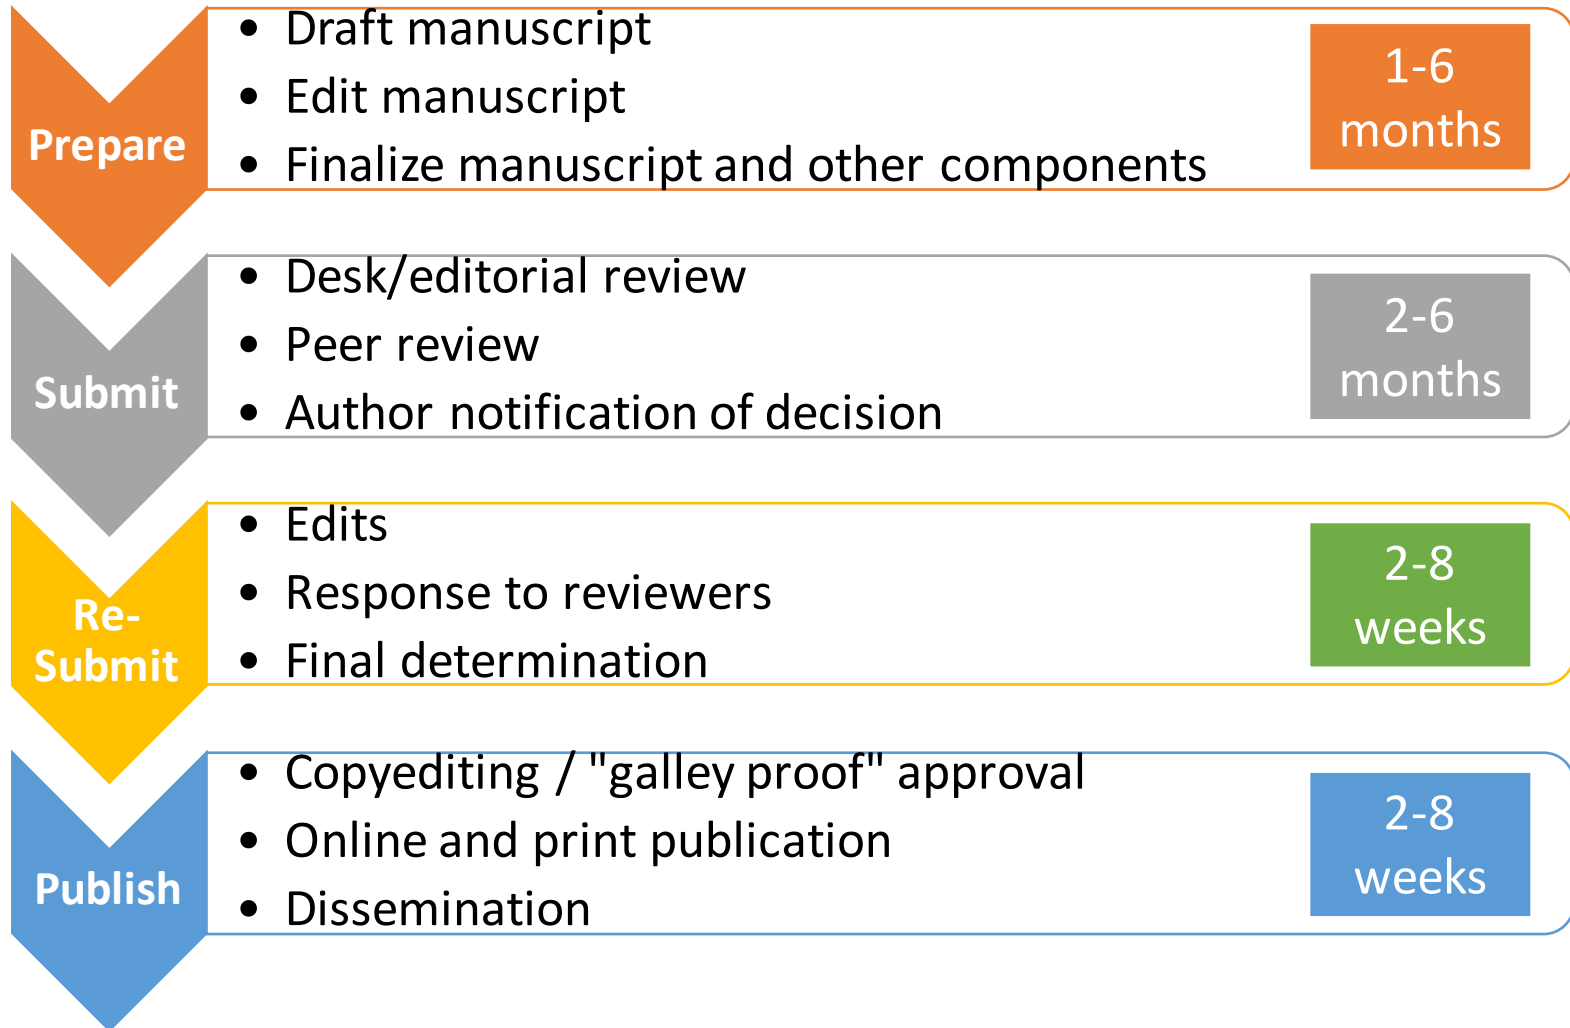 Prepare
• Draft manuscript
• Edit manuscript
• Finalize manuscript and other components
1-6
months
Submit
• Desk/editorial review
• Peer review
• Author notification of decision
2-6
months
Re-
Submit
• Edits
• Response to reviewers
• Final determination
2-8
weeks
Publish
• Copyediting / "galley proof" approval
• Online and print publication
• Dissemination
2-8
weeks